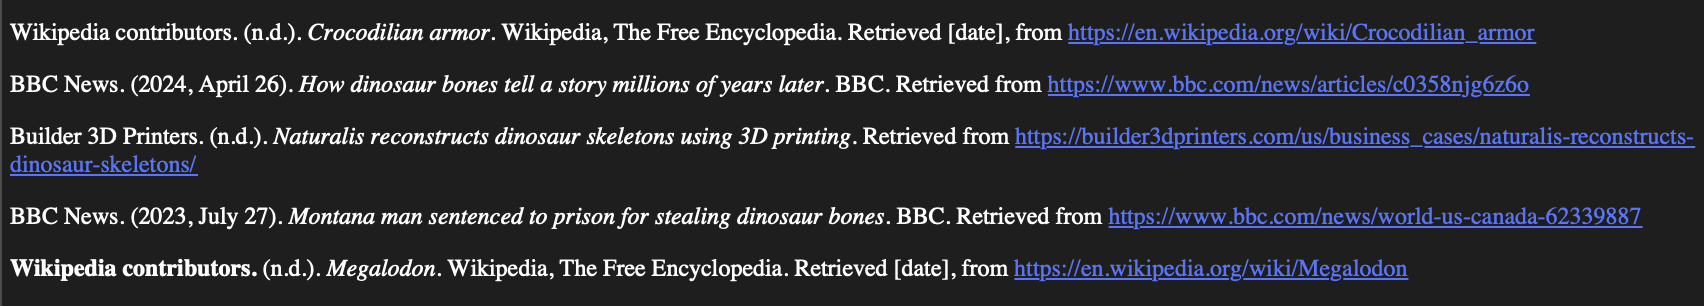 Wikipedia contributors. (n.d.). Crocodilian armor. Wikipedia, The Free Encyclopedia. Retrieved [date], from https://en.wikipedia.org/wiki/Crocodilian_armor
BBC News. (2024, April 26). How dinosaur bones tell a story millions of years later. BBC. Retrieved from https://www.bbc.com/news/articles/c0358njg6z6o
Builder 3D Printers. (n.d.). Naturalis reconstructs dinosaur skeletons using 3D printing. Retrieved from https://builder3dprinters.com/us/business_cases/naturalis-reconstructs-
dinosaur-skeletons/
BBC News. (2023, July 27). Montana man sentenced to prison for stealing dinosaur bones. BBC. Retrieved from https://www.bbc.com/news/world-us-canada-62339887
Wikipedia contributors. (n.d.). Megalodon. Wikipedia, The Free Encyclopedia. Retrieved [date], from https://en.wikipedia.org/wiki/Megalodon